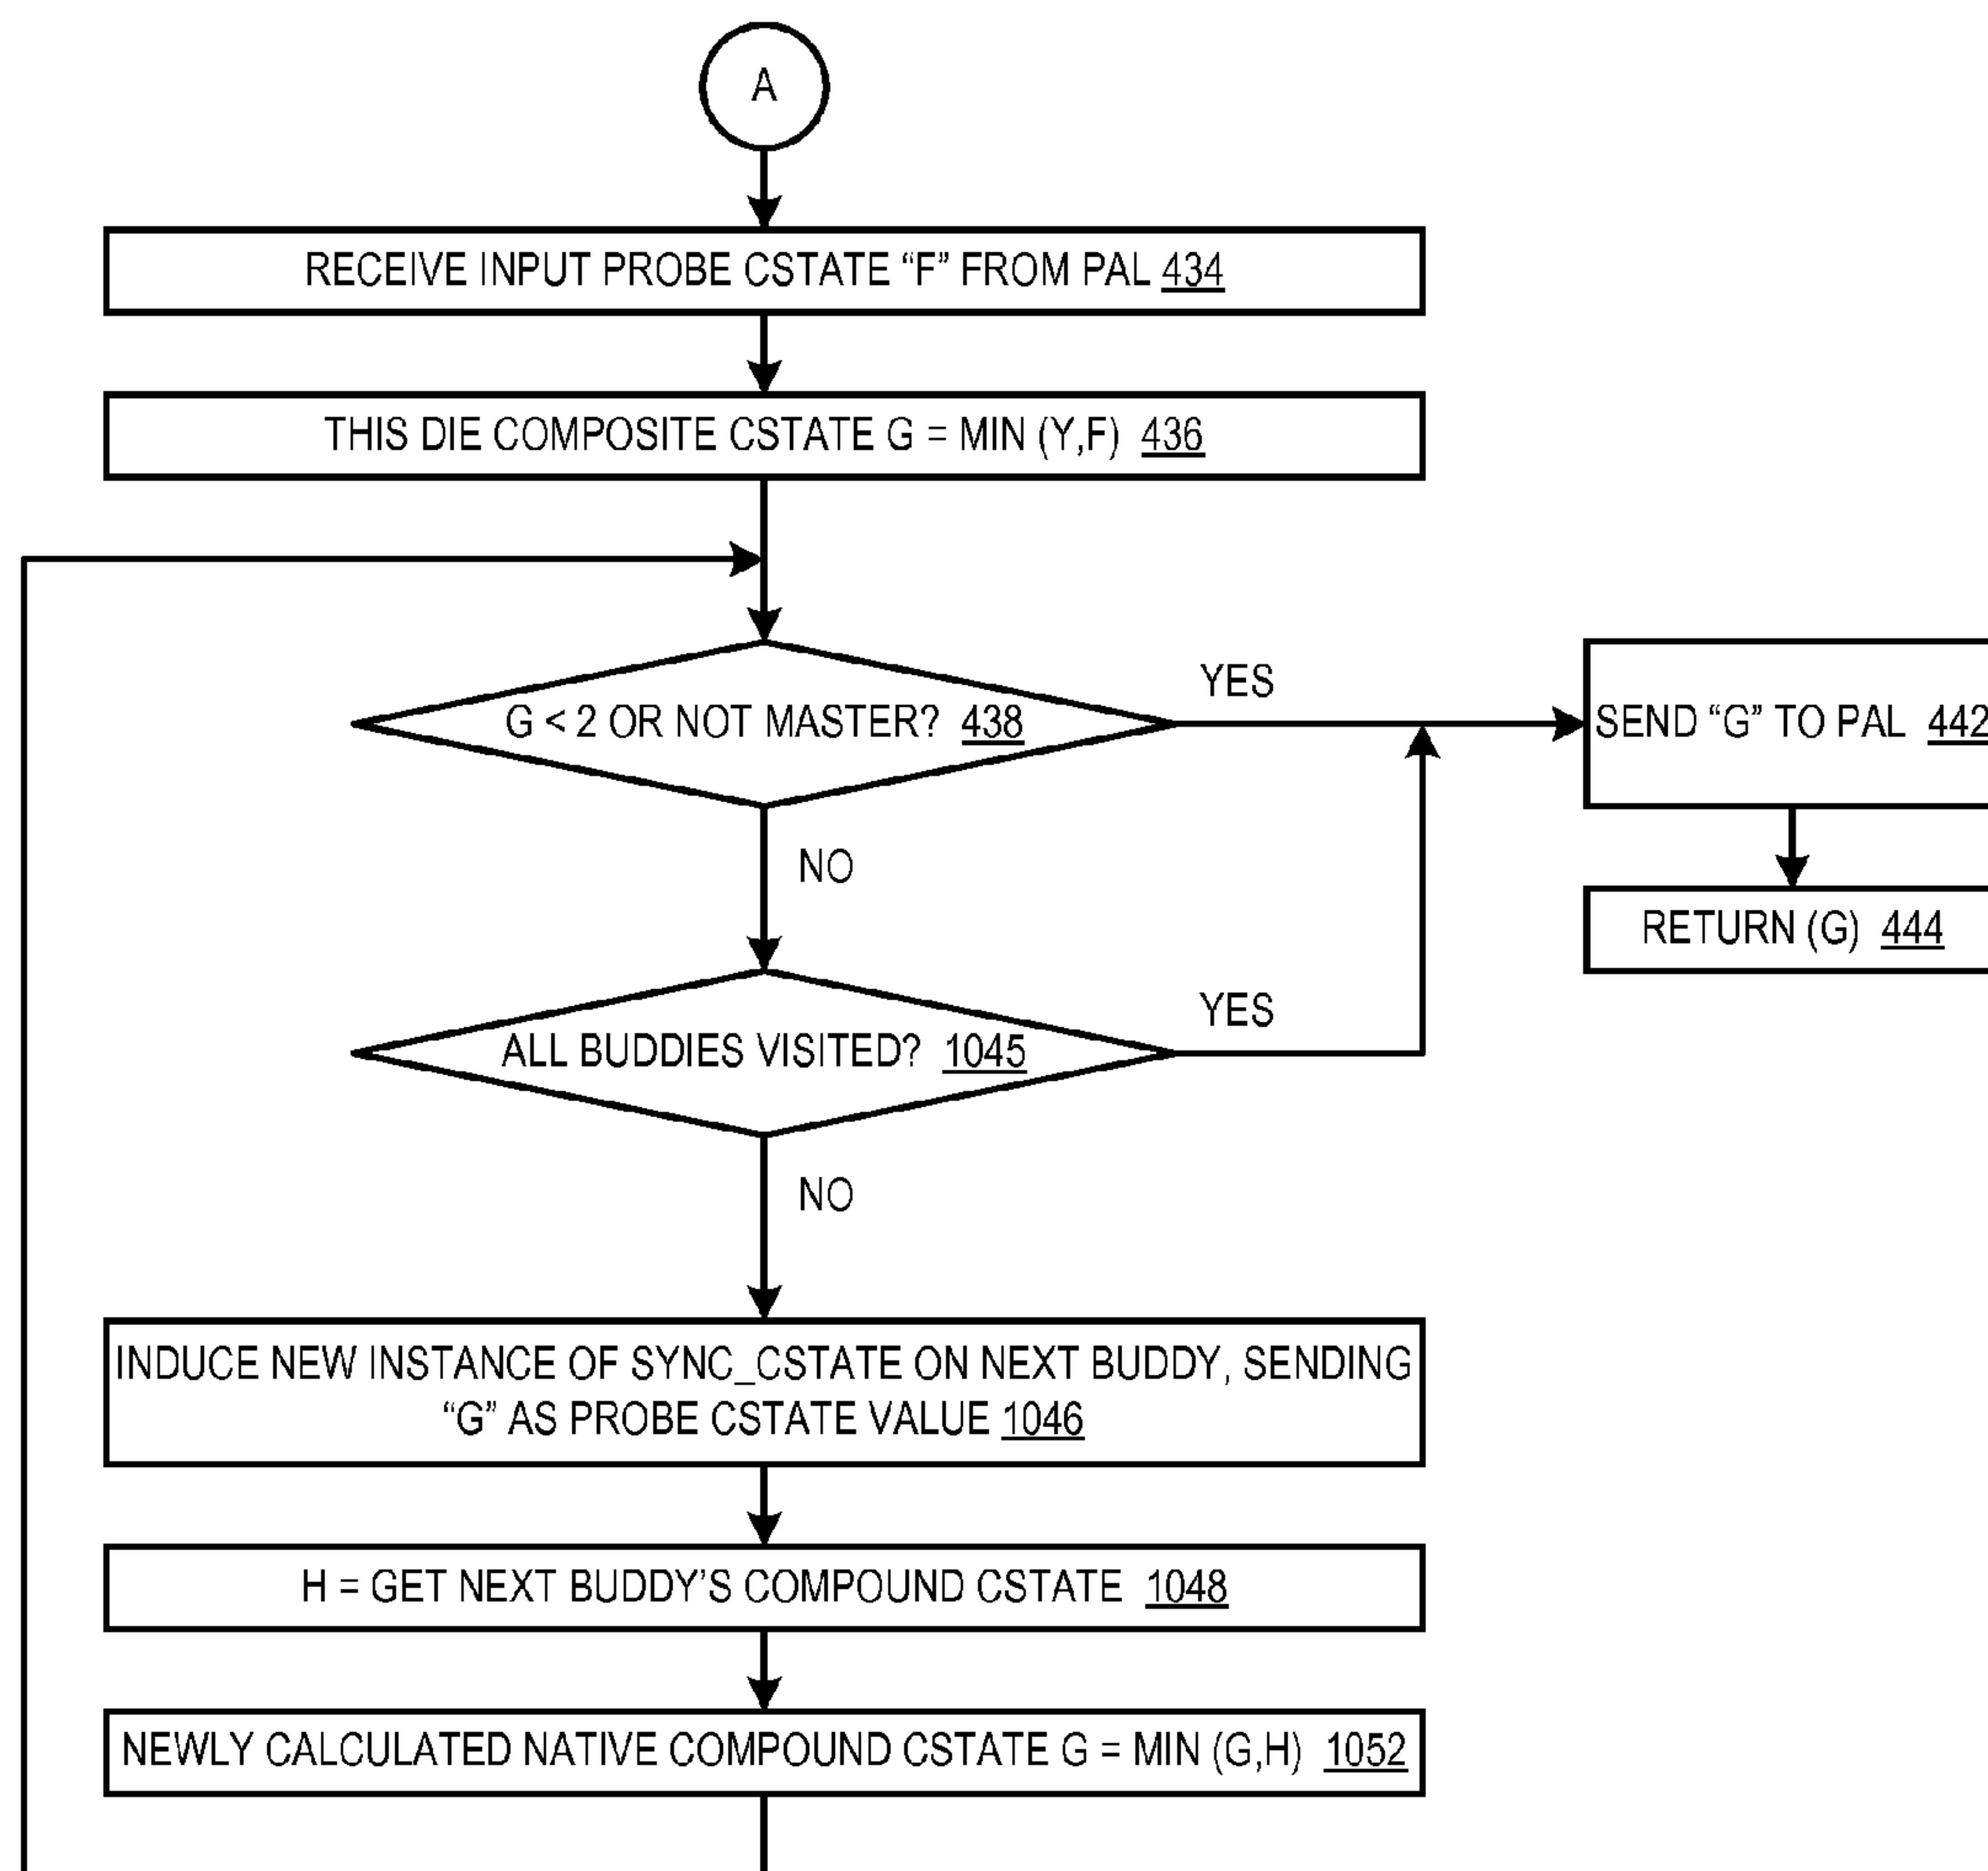 A
RECEIVE INPUT PROBE CSTATE “F” FROM PAL 434
THIS DIE COMPOSITE CSTATE G = MIN (Y,F) 436
YES
G < 2 OR NOT MASTER? 438
SEND “G” TO PAL 442
NO
RETURN (G) 444
YES
ALL BUDDIES VISITED? 1045
NO
INDUCE NEW INSTANCE OF SYNC_CSTATE ON NEXT BUDDY, SENDING
“G” AS PROBE CSTATE VALUE 1046
H = GET NEXT BUDDY’S COMPOUND CSTATE 1048
NEWLY CALCULATED NATIVE COMPOUND CSTATE G = MIN (G,H) 1052